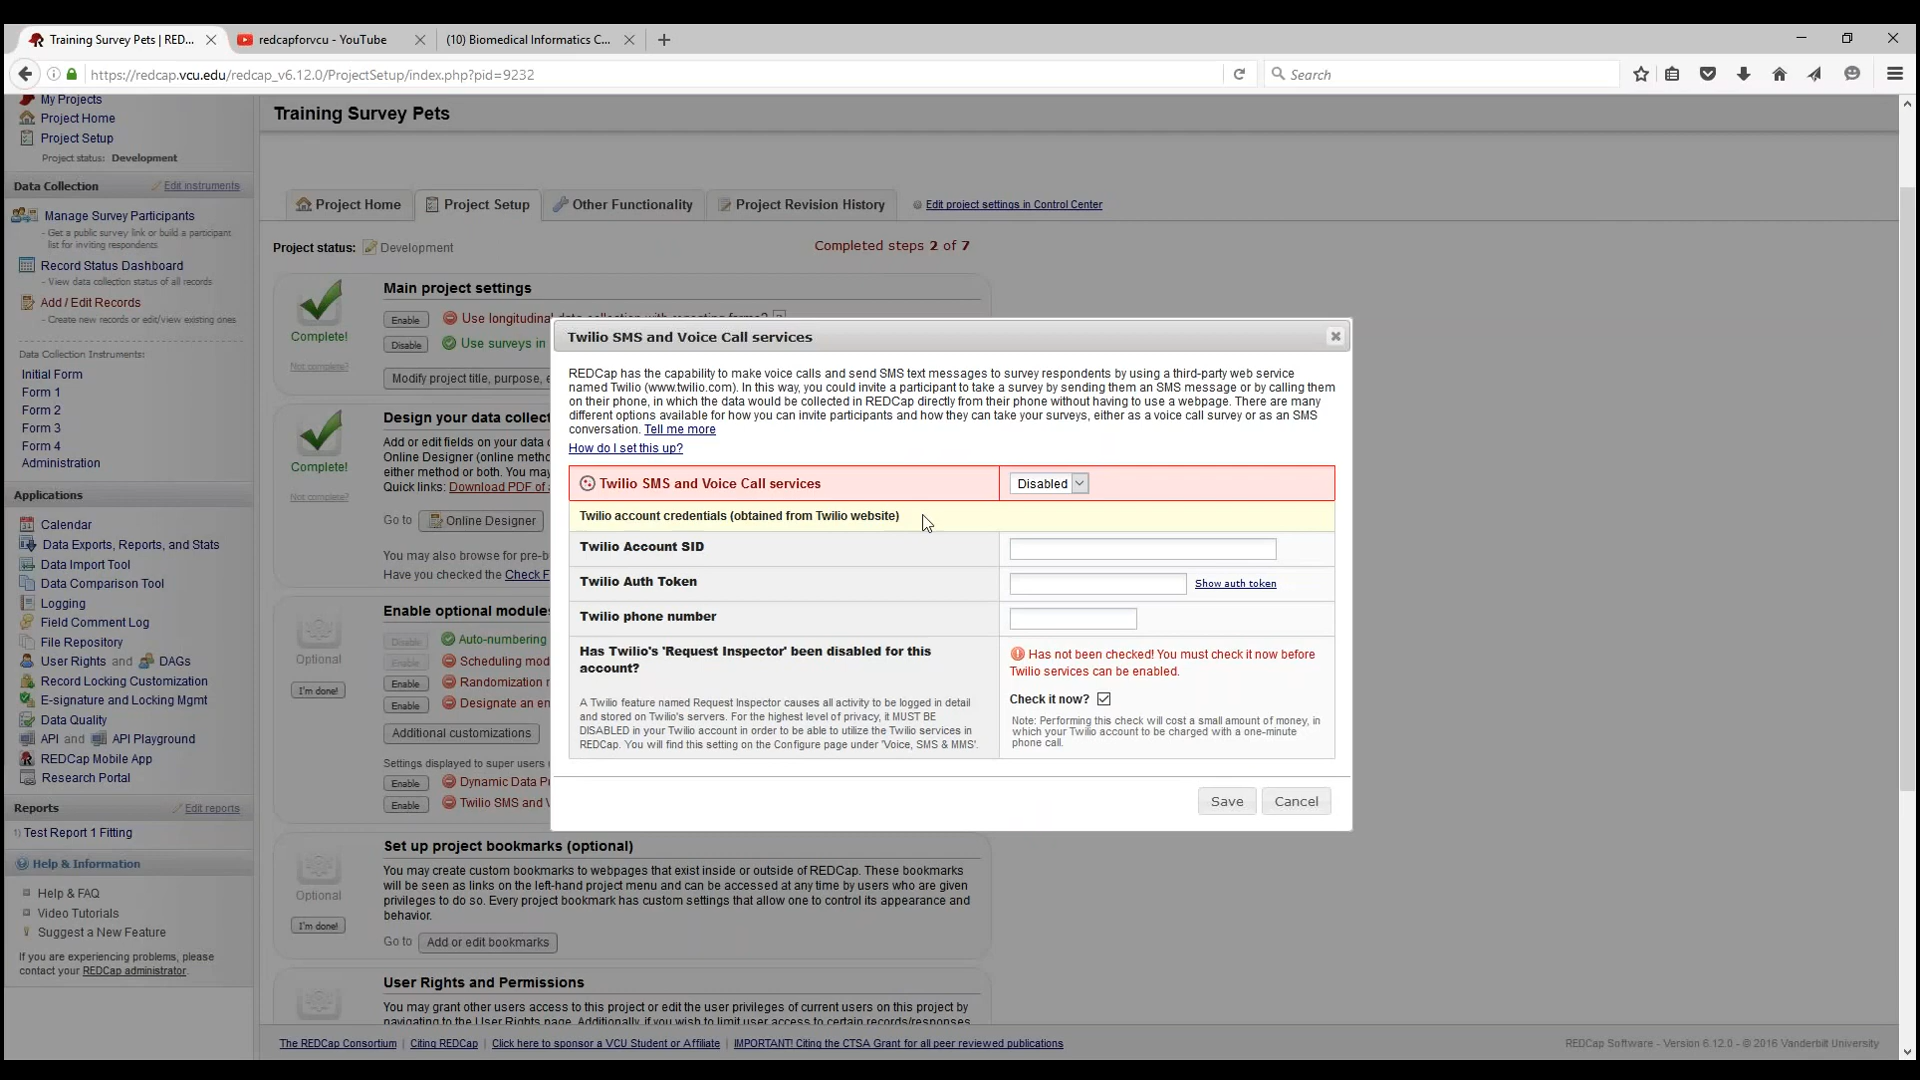 Training Survey Pets | RED...
redcapforvcu - YouTube
(10) Biomedical Informatics C...
https://redcap.vcu.edu/redcap_v6.12.0/ProjectSetup/index.php?pid=9232
Search
My Projects
Project Home
Project Setup
Project status: Development
Data Collection
Edit instruments
Manage Survey Participants
- Get a public survey link or build a participant
list for inviting respondents
Record Status Dashboard
- View data collection status of all records
Add / Edit Records
- Create new records or edit/view existing ones
Data Collection Instruments:
Initial Form
Form 1
Form 2
Form 3
Form 4
Administration
Applications
Calendar
Data Exports, Reports, and Stats
Data Import Tool
Data Comparison Tool
Logging
Field Comment Log
File Repository
User Rights and DAGs
Record Locking Customization
E-signature and Locking Mgmt
Data Quality
API and API Playground
REDCap Mobile App
Research Portal
Reports
Edit reports
1) Test Report 1 Fitting
Help & Information
Help & FAQ
Video Tutorials
Suggest a New Feature
If you are experiencing problems, please
contact your REDCap administrator.
Training Survey Pets
Project Home
Project Setup
Other Functionality
Project Revision History
Edit project settings in Control Center
Project status: Development
Completed steps 2 of 7
Main project settings
Complete!
Not complete?
Enable Use longitudinal data collection with repeating forms? ?
Disable Use surveys in
Modify project title, purpose, e
Design your data collec
Complete!
Not complete?
Add or edit fields on your data c
Online Designer (online metho
either method or both. You may
Quick links: Download PDF of a
Go to Online Designer
You may also browse for pre-b
Have you checked the Check F
Enable optional modules
Optional
I'm done!
Disable Auto-numbering
Enable Scheduling mod
Enable Randomization m
Enable Designate an em
Additional customizations
Settings displayed to super users
Enable Dynamic Data P
Enable Twilio SMS and V
Set up project bookmarks (optional)
Optional
I'm done!
You may create custom bookmarks to webpages that exist inside or outside of REDCap. These bookmarks
will be seen as links on the left-hand project menu and can be accessed at any time by users who are given
privileges to do so. Every project bookmark has custom settings that allow one to control its appearance and
behavior.
Go to Add or edit bookmarks
User Rights and Permissions
You may grant other users access to this project or edit the user privileges of current users on this project by
navigating to the User Rights page. Additionally, if you wish to limit user access to certain records/responses
Twilio SMS and Voice Call services
REDCap has the capability to make voice calls and send SMS text messages to survey respondents by using a third-party web service
named Twilio (www.twilio.com). In this way, you could invite a participant to take a survey by sending them an SMS message or by calling them
on their phone, in which the data would be collected in REDCap directly from their phone without having to use a webpage. There are many
different options available for how you can invite participants and how they can take your surveys, either as a voice call survey or as an SMS
conversation. Tell me more
How do I set this up?
Twilio SMS and Voice Call services
Disabled
Twilio account credentials (obtained from Twilio website)
Twilio Account SID
Twilio Auth Token
Show auth token
Twilio phone number
Has Twilio's 'Request Inspector' been disabled for this
account?
A Twilio feature named Request Inspector causes all activity to be logged in detail
and stored on Twilio's servers. For the highest level of privacy, it MUST BE
DISABLED in your Twilio account in order to be able to utilize the Twilio services in
REDCap. You will find this setting on the Configure page under 'Voice, SMS & MMS'.
Has not been checked! You must check it now before
Twilio services can be enabled.
Check it now?
Note: Performing this check will cost a small amount of money, in
which your Twilio account to be charged with a one-minute
phone call.
Save
Cancel
The REDCap Consortium | Citing REDCap | Click here to sponsor a VCU Student or Affiliate | IMPORTANT! Citing the CTSA Grant for all peer reviewed publications
REDCap Software - Version 6.12.0 - © 2016 Vanderbilt University